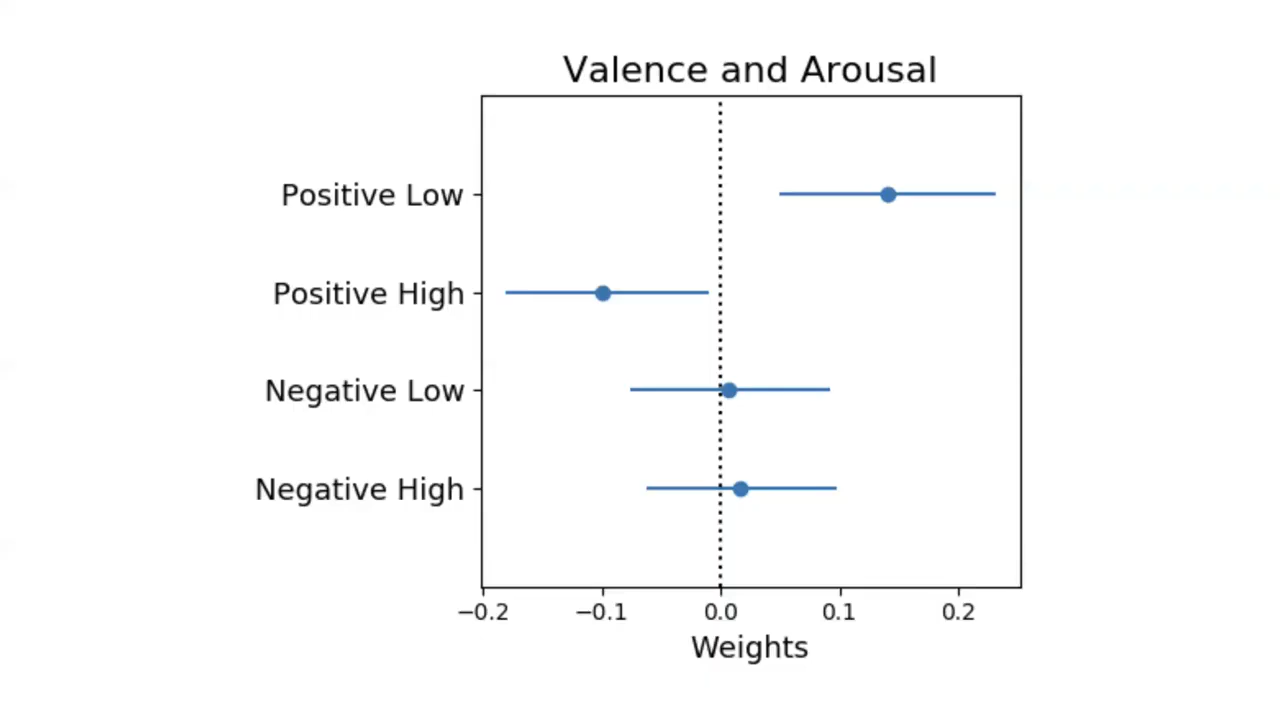 Valence and Arousal
Positive Low
Positive High
Negative Low
Negative High
−0.2 −0.1 0.0 0.1 0.2
Weights